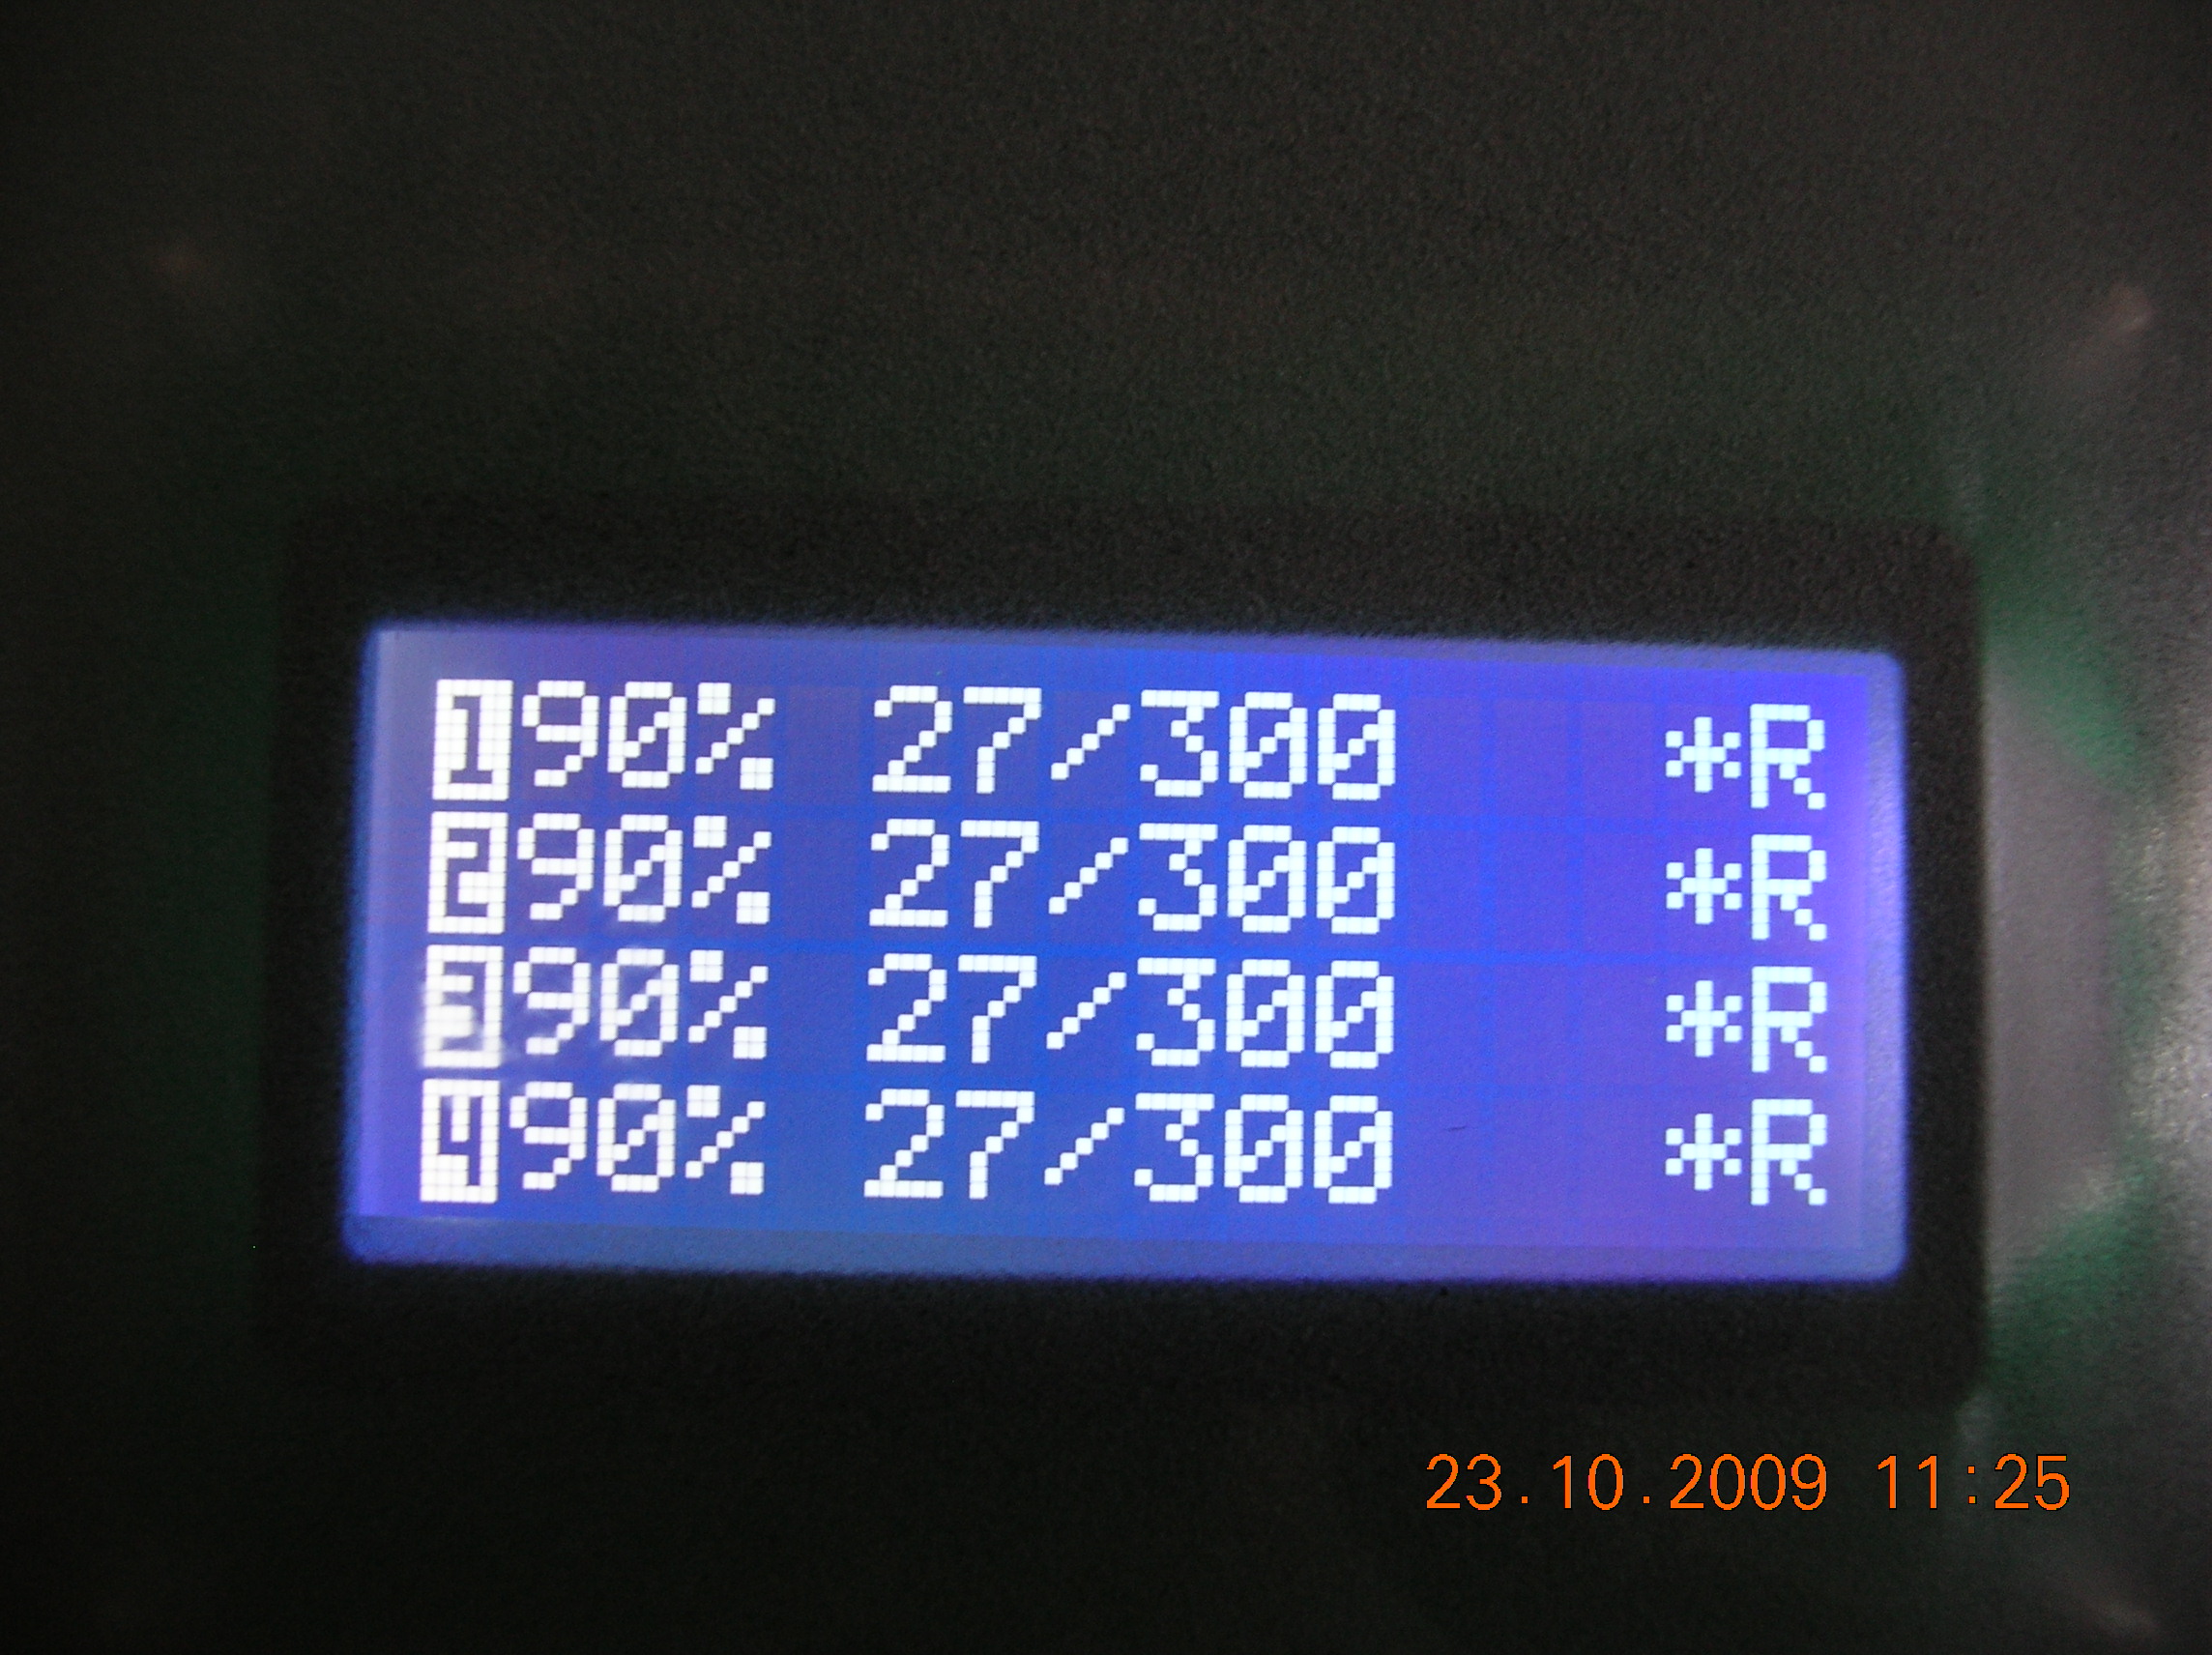 190% 27/300 *R
290% 27/300 *R
390% 27/300 *R
490% 27/300 *R
23.10.2009 11:25